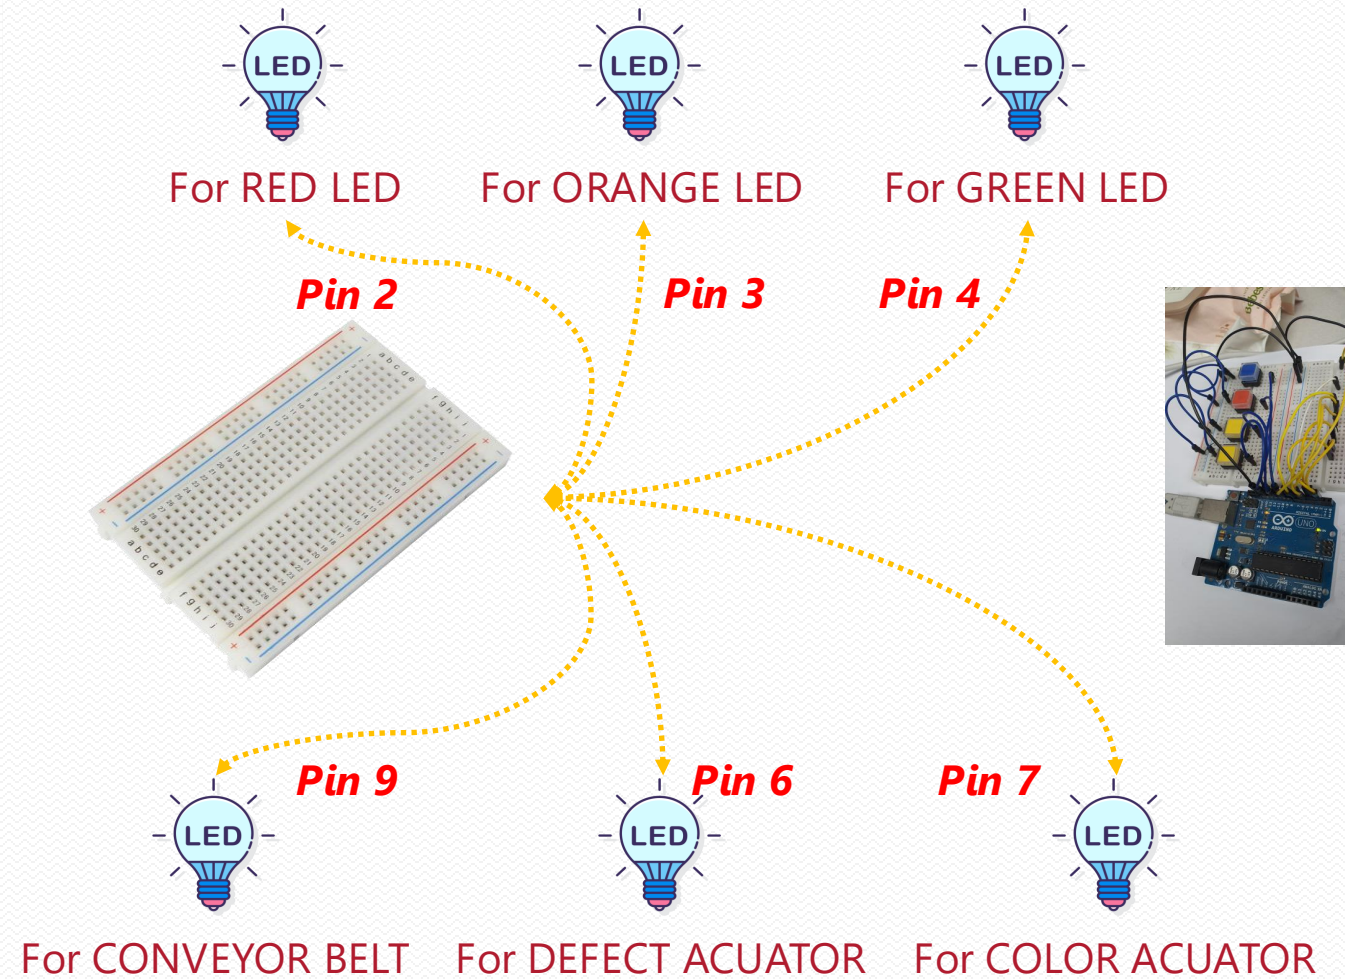 LED LED LED
For RED LED For ORANGE LED For GREEN LED
Pin 2 Pin 3 Pin 4
a b c d e
f g h i j
a b c d e
f g h i j
UNO
Pin 9 Pin 6 Pin 7
LED LED LED
For CONVEYOR BELT For DEFECT ACUATOR For COLOR ACUATOR